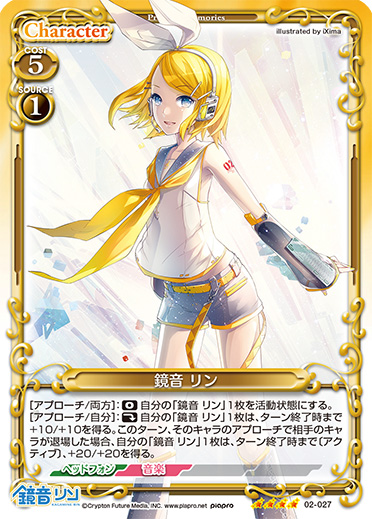 Precious Memories
illustrated by iXima
Character
COST
5
SOURCE
1
02
鏡音 リン
[アプローチ/両方]: 0 自分の「鏡音 リン」1枚を活動状態にする。
[アプローチ/自分]: 自分の「鏡音 リン」1枚は、ターン終了時まで
+10/+10を得る。このターン、そのキャラのアプローチで相手のキャ
ラが退場した場合、自分の「鏡音 リン」1枚は、ターン終了時まで(ア
クティブ)、+20/+20を得る。
ヘッドフォン 音楽
鏡音 リン
KAGAMINE RIN
©Crypton Future Media, INC. www.piapro.net piapro
02-027